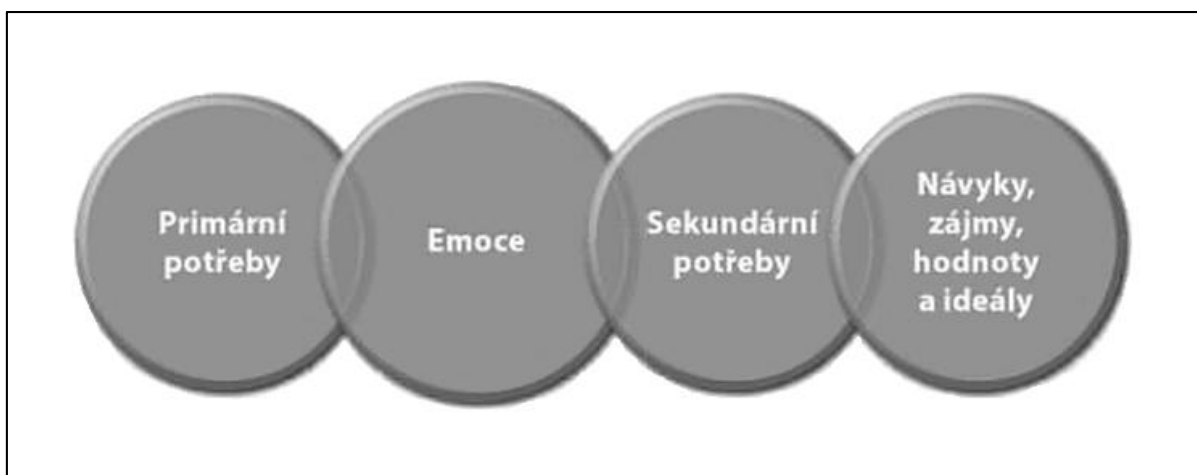 Primární
potřeby
Emoce
Sekundární
potřeby
Návyky,
zájmy,
hodnoty
a ideály